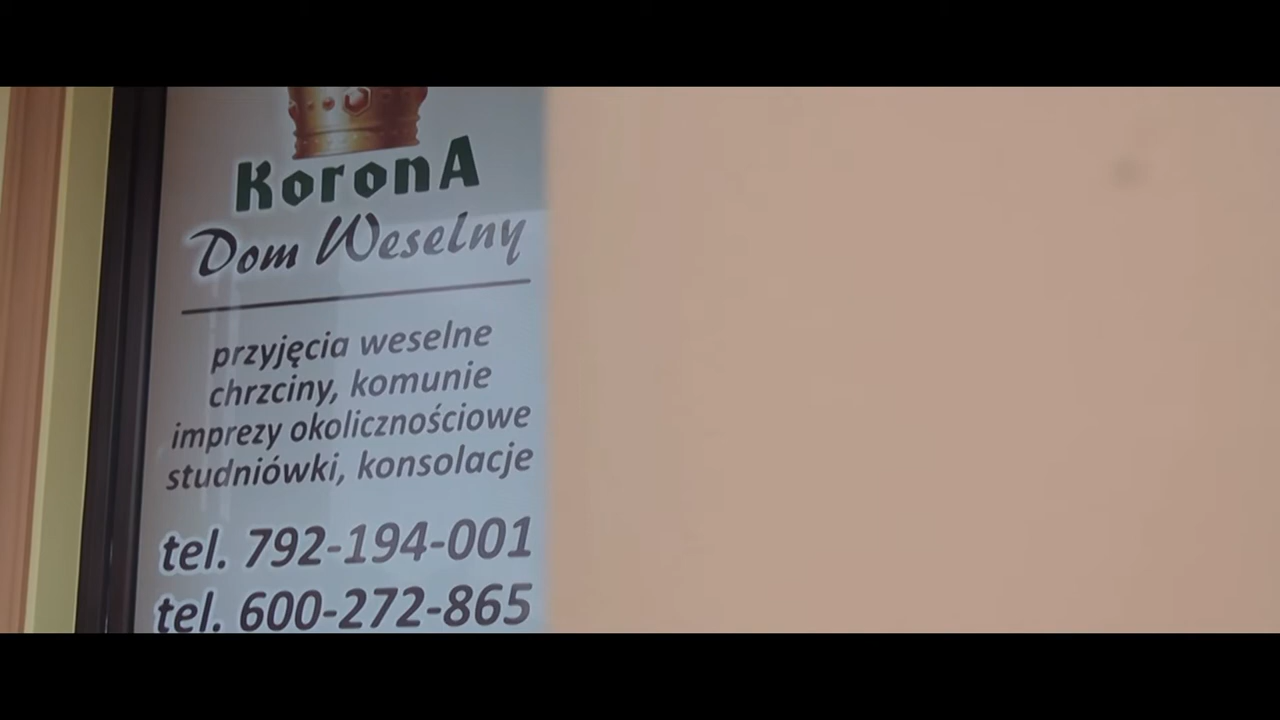 KoronA
Dom Weselny
przyjęcia weselne
chrzciny, komunie
imprezy okolicznościowe
studniówki, konsolacje
tel. 792-194-001
tel. 600-272-865